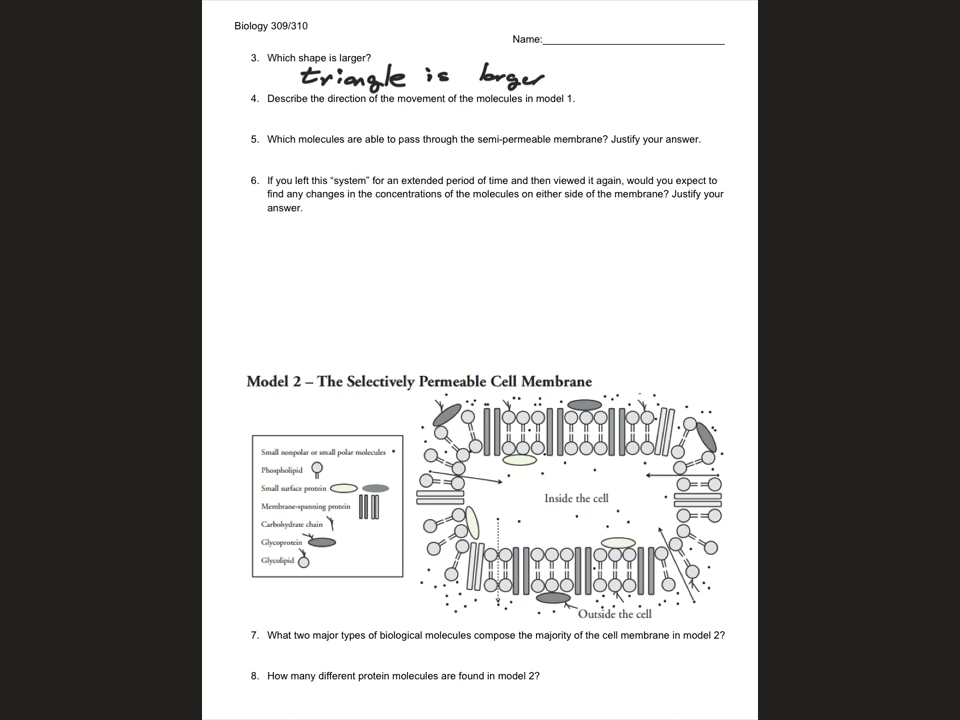 Biology 309/310
Name:
3. Which shape is larger?
triangle is larger
4. Describe the direction of the movement of the molecules in model 1.
5. Which molecules are able to pass through the semi-permeable membrane? Justify your answer.
6. If you left this “system” for an extended period of time and then viewed it again, would you expect to
find any changes in the concentrations of the molecules on either side of the membrane? Justify your
answer.
Model 2 – The Selectively Permeable Cell Membrane
Small nonpolar or small polar molecules
Phospholipid
Small surface protein
Membrane-spanning protein
Carbohydrate chain
Glycoprotein
Glycolipid
Inside the cell
Outside the cell
7. What two major types of biological molecules compose the majority of the cell membrane in model 2?
8. How many different protein molecules are found in model 2?